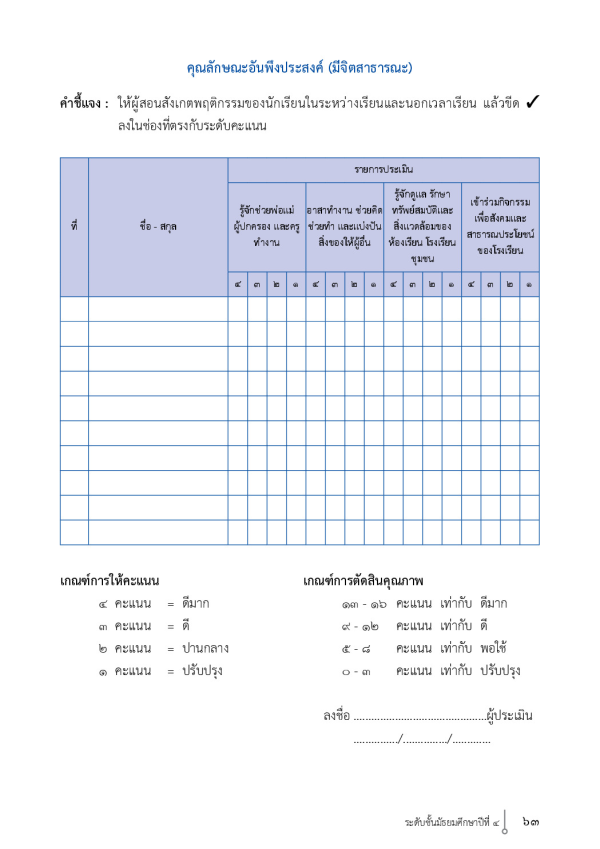 คุณลักษณะอันพึงประสงค์ (มีจิตสาธารณะ)
คำชี้แจง : ให้ผู้สอนสังเกตพฤติกรรมของนักเรียนในระหว่างเรียนและนอกเวลาเรียน แล้วขีด ✓
ลงในช่องที่ตรงกับระดับคะแนน
รายการประเมิน
ที่
ชื่อ - สกุล
รู้จักช่วยพ่อแม่
ผู้ปกครอง และครู
ทำงาน
อาสาทำงาน ช่วยคิด
ช่วยทำ และแบ่งปัน
สิ่งของให้ผู้อื่น
รู้จักดูแล รักษา
ทรัพย์สมบัติและ
สิ่งแวดล้อมของ
ห้องเรียน โรงเรียน
ชุมชน
เข้าร่วมกิจกรรม
เพื่อสังคมและ
สาธารณประโยชน์
ของโรงเรียน
๔ ๓ ๒ ๑ ๔ ๓ ๒ ๑ ๔ ๓ ๒ ๑ ๔ ๓ ๒ ๑
เกณฑ์การให้คะแนน
๔ คะแนน = ดีมาก
๓ คะแนน = ดี
๒ คะแนน = ปานกลาง
๑ คะแนน = ปรับปรุง
เกณฑ์การตัดสินคุณภาพ
๑๓ - ๑๖ คะแนน เท่ากับ ดีมาก
๙ - ๑๒ คะแนน เท่ากับ ดี
๕ - ๘ คะแนน เท่ากับ พอใช้
๐ - ๓ คะแนน เท่ากับ ปรับปรุง
ลงชื่อ .............................................ผู้ประเมิน
.............../.............../.............
ระดับชั้นมัธยมศึกษาปีที่ ๔ ๖๓